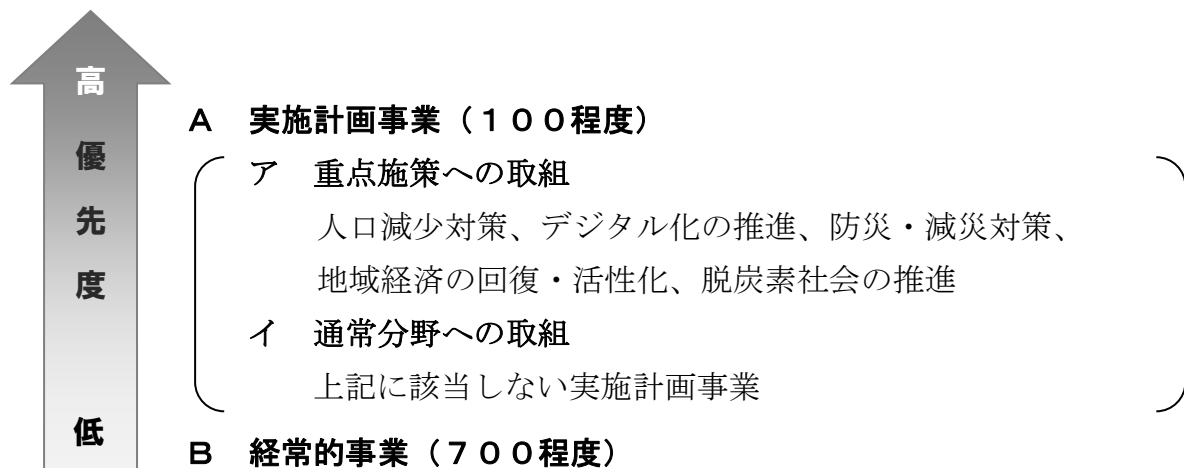 高
優
先
度
低
A 実施計画事業（１００程度）
ア 重点施策への取組
人口減少対策、デジタル化の推進、防災・減災対策、
地域経済の回復・活性化、脱炭素社会の推進
イ 通常分野への取組
上記に該当しない実施計画事業
B 経常的事業（７００程度）